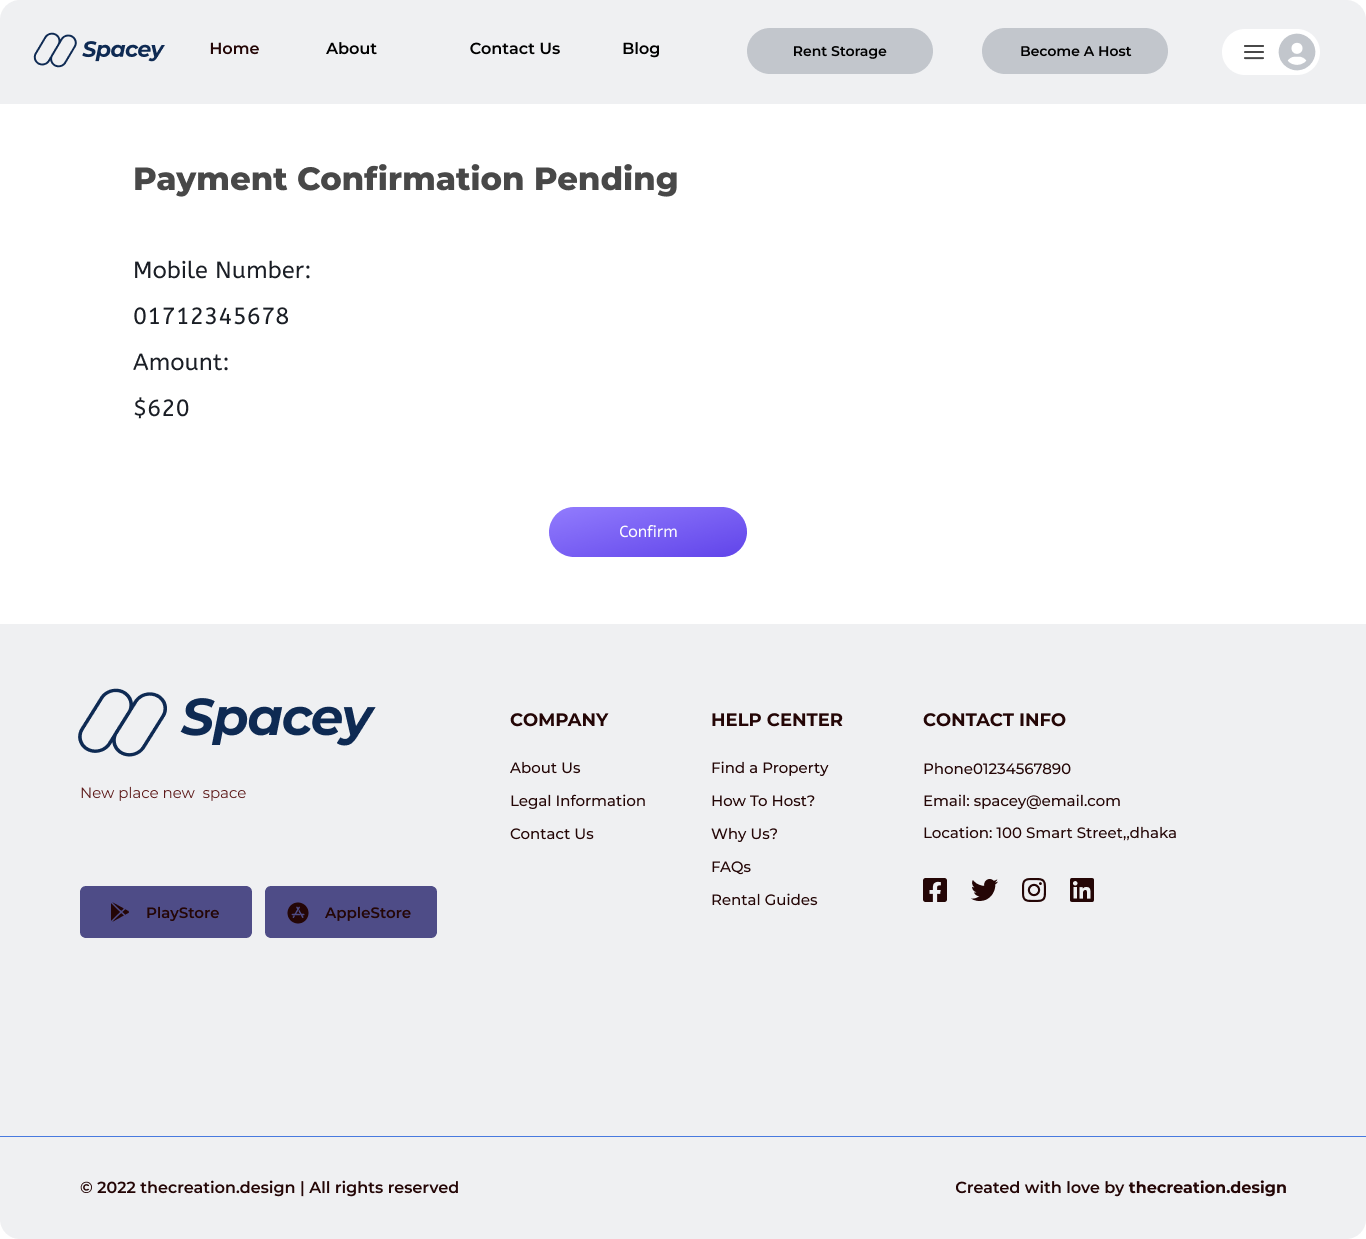 Spacey Home About Contact Us Blog Rent Storage Become A Host
Payment Confirmation Pending
Mobile Number:
01712345678
Amount:
$620
Confirm
Spacey
New place new  space
PlayStore AppleStore
COMPANY
About Us
Legal Information
Contact Us
HELP CENTER
Find a Property
How To Host?
Why Us?
FAQs
Rental Guides
CONTACT INFO
Phone01234567890
Email: spacey@email.com
Location: 100 Smart Street,,dhaka
© 2022 thecreation.design | All rights reserved
Created with love by thecreation.design